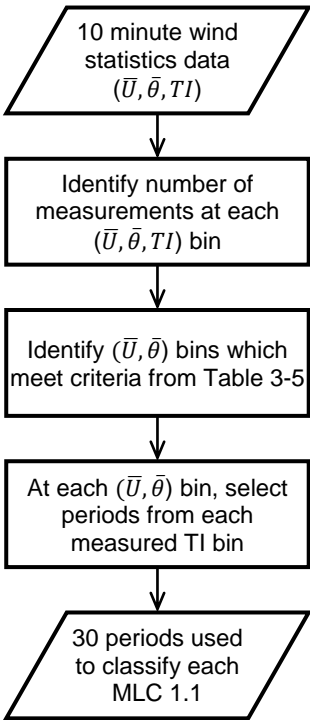 10 minute wind
statistics data
(U̅, θ̅, TI)
Identify number of
measurements at each
(U̅, θ̅, TI) bin
Identify (U̅, θ̅) bins which
meet criteria from Table 3-5
At each (U̅, θ̅) bin, select
periods from each
measured TI bin
30 periods used
to classify each
MLC 1.1